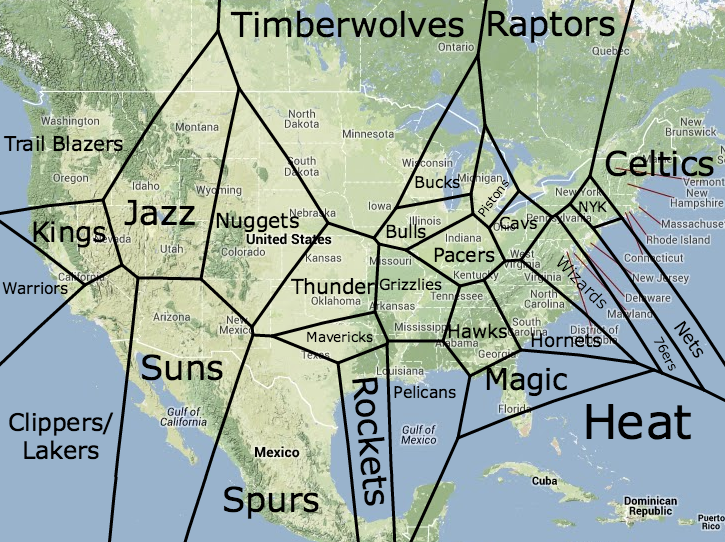 Timberwolves
Raptors
Ontario
Quebec
Washington
Montana
North
Dakota
Minnesota
New
Brunswick
Trail Blazers
Oregon
Idaho
Wyoming
South
Dakota
Wisconsin
Michigan
Celtics
Vermont
New
Hampshire
Bucks
Pistons
New York
NYK
Massachuset
Rhode Island
Connecticut
New Jersey
Delaware
Maryland
District of
Columbia
Jazz
Kings
Nevada
Utah
Nuggets
United States
Colorado
Nebraska
Kansas
Iowa
Illinois
Bulls
Indiana
Pacers
Ohio
Cavs
Pennsylvania
West
Virginia
Virginia
Wizards
Kentucky
Missouri
Warriors
California
Thunder
Oklahoma
Grizzlies
Arkansas
Tennessee
North
Carolina
South
Carolina
Arizona
New
Mexico
Mavericks
Texas
Mississippi
Hawks
Alabama
Georgia
Hornets
76ers
Nets
Suns
Rockets
Louisiana
Pelicans
Magic
Florida
Clippers/
Lakers
Gulf of
California
Gulf of
Mexico
Heat
Mexico
Spurs
Cuba
Dominican
Republic
Puerto
Rico